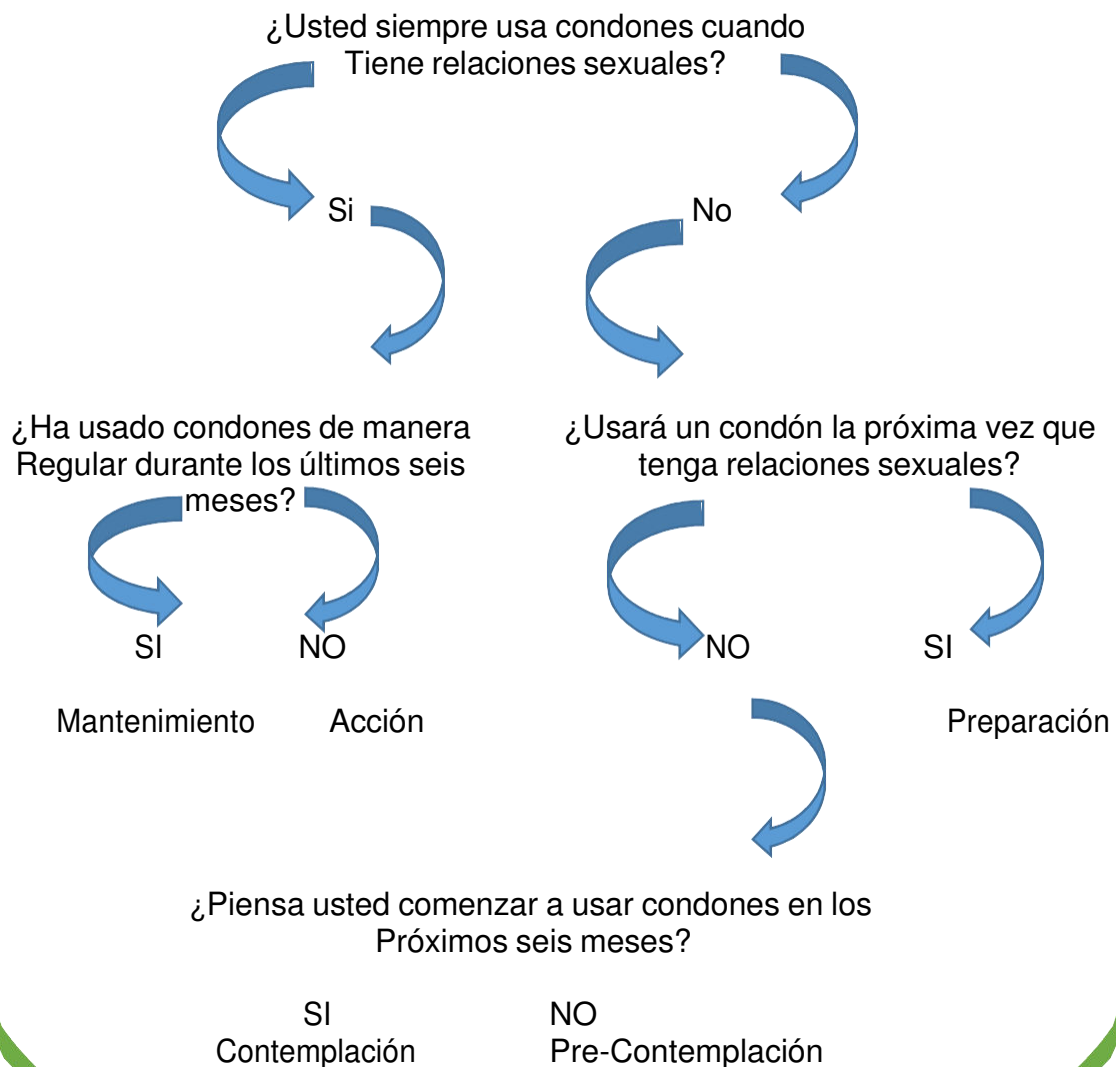 ¿Usted siempre usa condones cuando
Tiene relaciones sexuales?
Si
No
¿Ha usado condones de manera
Regular durante los últimos seis
meses?
¿Usará un condón la próxima vez que
tenga relaciones sexuales?
SI
NO
NO
SI
Mantenimiento
Acción
Preparación
¿Piensa usted comenzar a usar condones en los
Próximos seis meses?
SI
NO
Contemplación
Pre-Contemplación